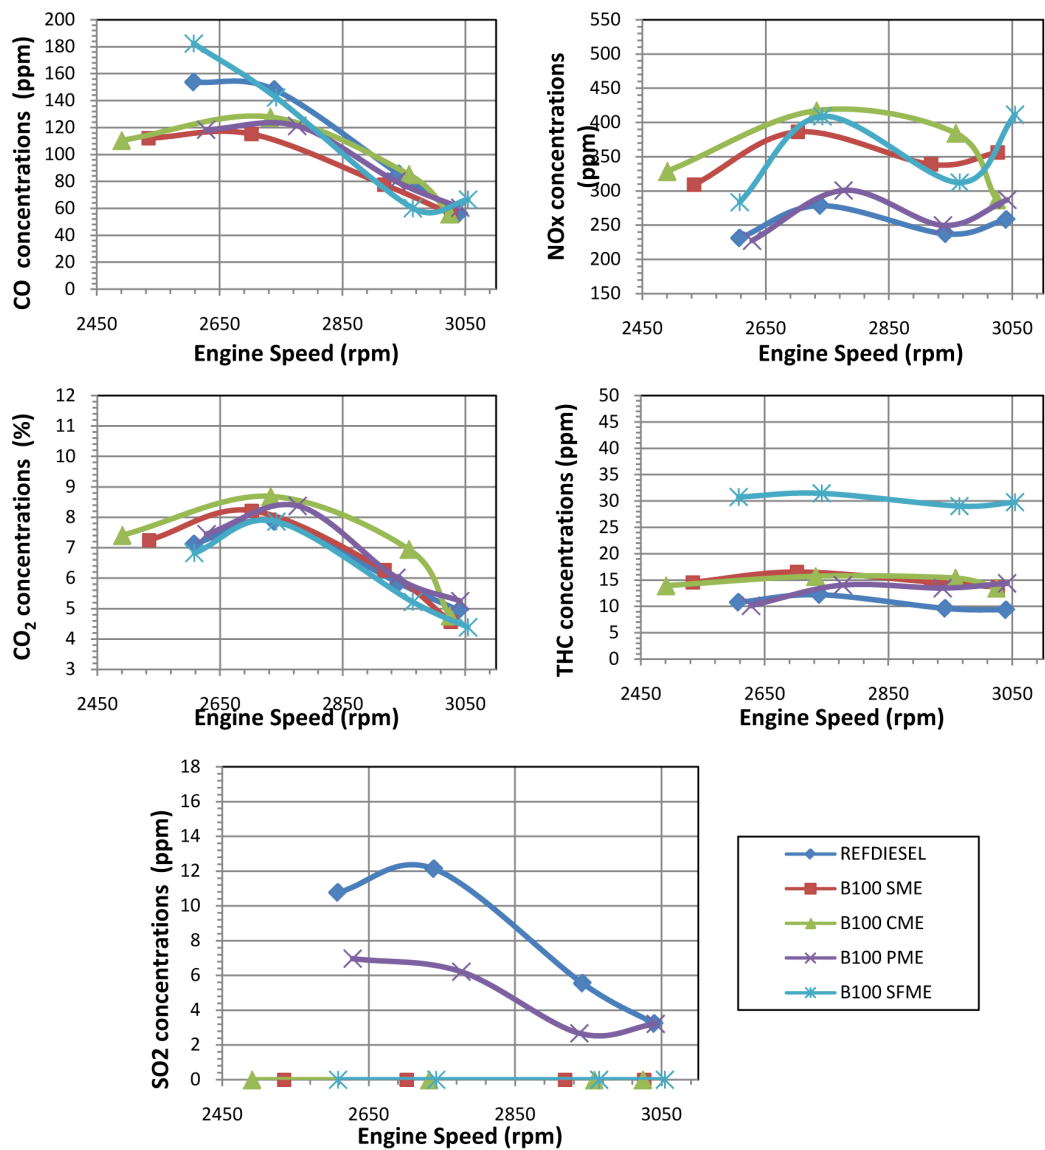 CO concentrations (ppm)
200
180
160
140
120
100
80
60
40
20
0
2450 2650 2850 3050
Engine Speed (rpm)
NOx concentrations
(ppm)
550
500
450
400
350
300
250
200
150
2450 2650 2850 3050
Engine Speed (rpm)
CO2 concentrations (%)
12
11
10
9
8
7
6
5
4
3
2450 2650 2850 3050
Engine Speed (rpm)
THC concentrations (ppm)
50
45
40
35
30
25
20
15
10
5
0
2450 2650 2850 3050
Engine Speed (rpm)
SO2 concentrations (ppm)
18
16
14
12
10
8
6
4
2
0
2450 2650 2850 3050
Engine Speed (rpm)
REFDIESEL
B100 SME
B100 CME
B100 PME
B100 SFME